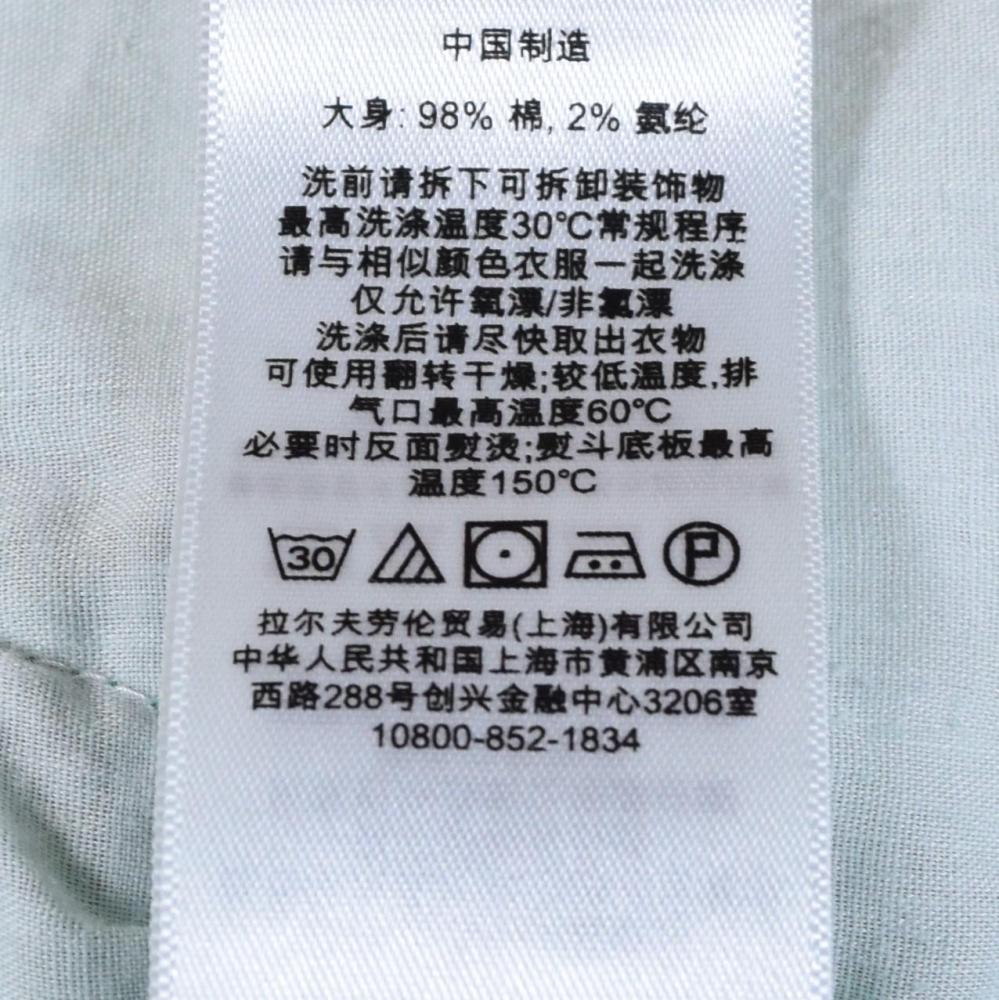 中国制造
大身: 98% 棉, 2% 氨纶
洗前请拆下可拆卸装饰物
最高洗涤温度30°C常规程序
请与相似颜色衣服一起洗涤
仅允许氧漂/非氯漂
洗涤后请尽快取出衣物
可使用翻转干燥;较低温度,排
气口最高温度60°C
必要时反面熨烫;熨斗底板最高
温度150°C
30
P
拉尔夫劳伦贸易(上海)有限公司
中华人民共和国上海市黄浦区南京
西路288号创兴金融中心3206室
10800-852-1834